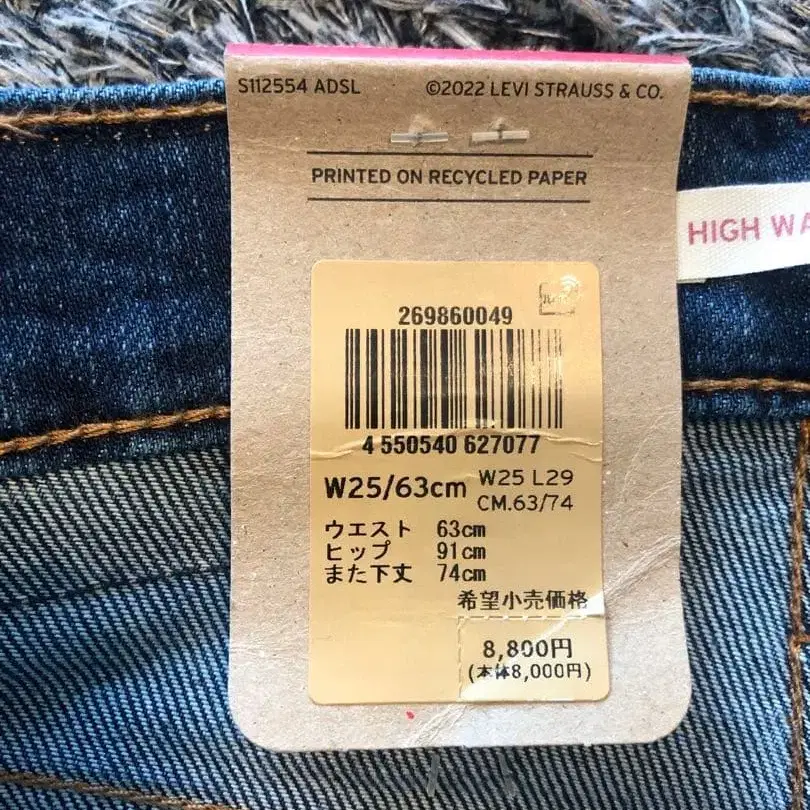 S112554 ADSL ©2022 LEVI STRAUSS & CO.
PRINTED ON RECYCLED PAPER
HIGH WA
269860049
4 550540 627077
W25/63cm W25 L29
CM.63/74
ウエスト 63cm
ヒップ 91cm
また下丈 74cm
希望小売価格
8,800円
(本体8,000円)